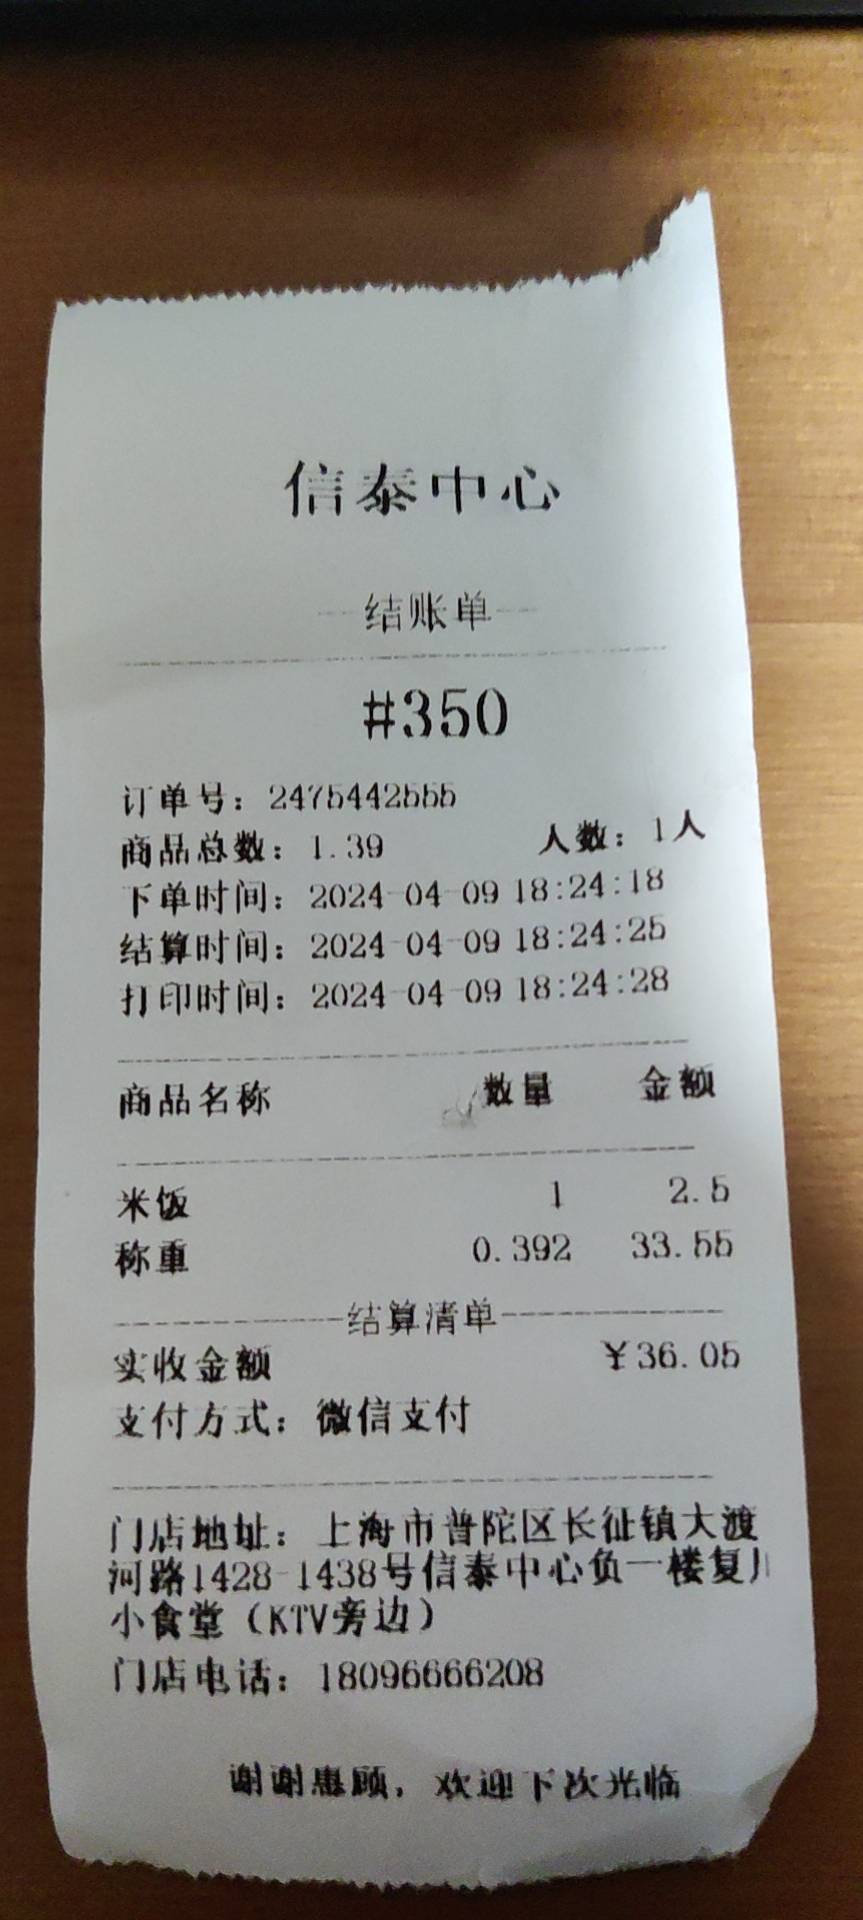 信泰中心
结账单
#350
订单号：2475442555
商品总数：1.39 人数：1人
下单时间：2024-04-09 18:24:18
结算时间：2024-04-09 18:24:25
打印时间：2024-04-09 18:24:28
商品名称 数量 金额
米饭 1 2.5
称重 0.392 33.55
结算清单
实收金额 ￥36.05
支付方式：微信支付
门店地址：上海市普陀区长征镇大渡
河路1428-1438号信泰中心负一楼复
小食堂（KTV旁边）
门店电话：18096666208
谢谢惠顾，欢迎下次光临